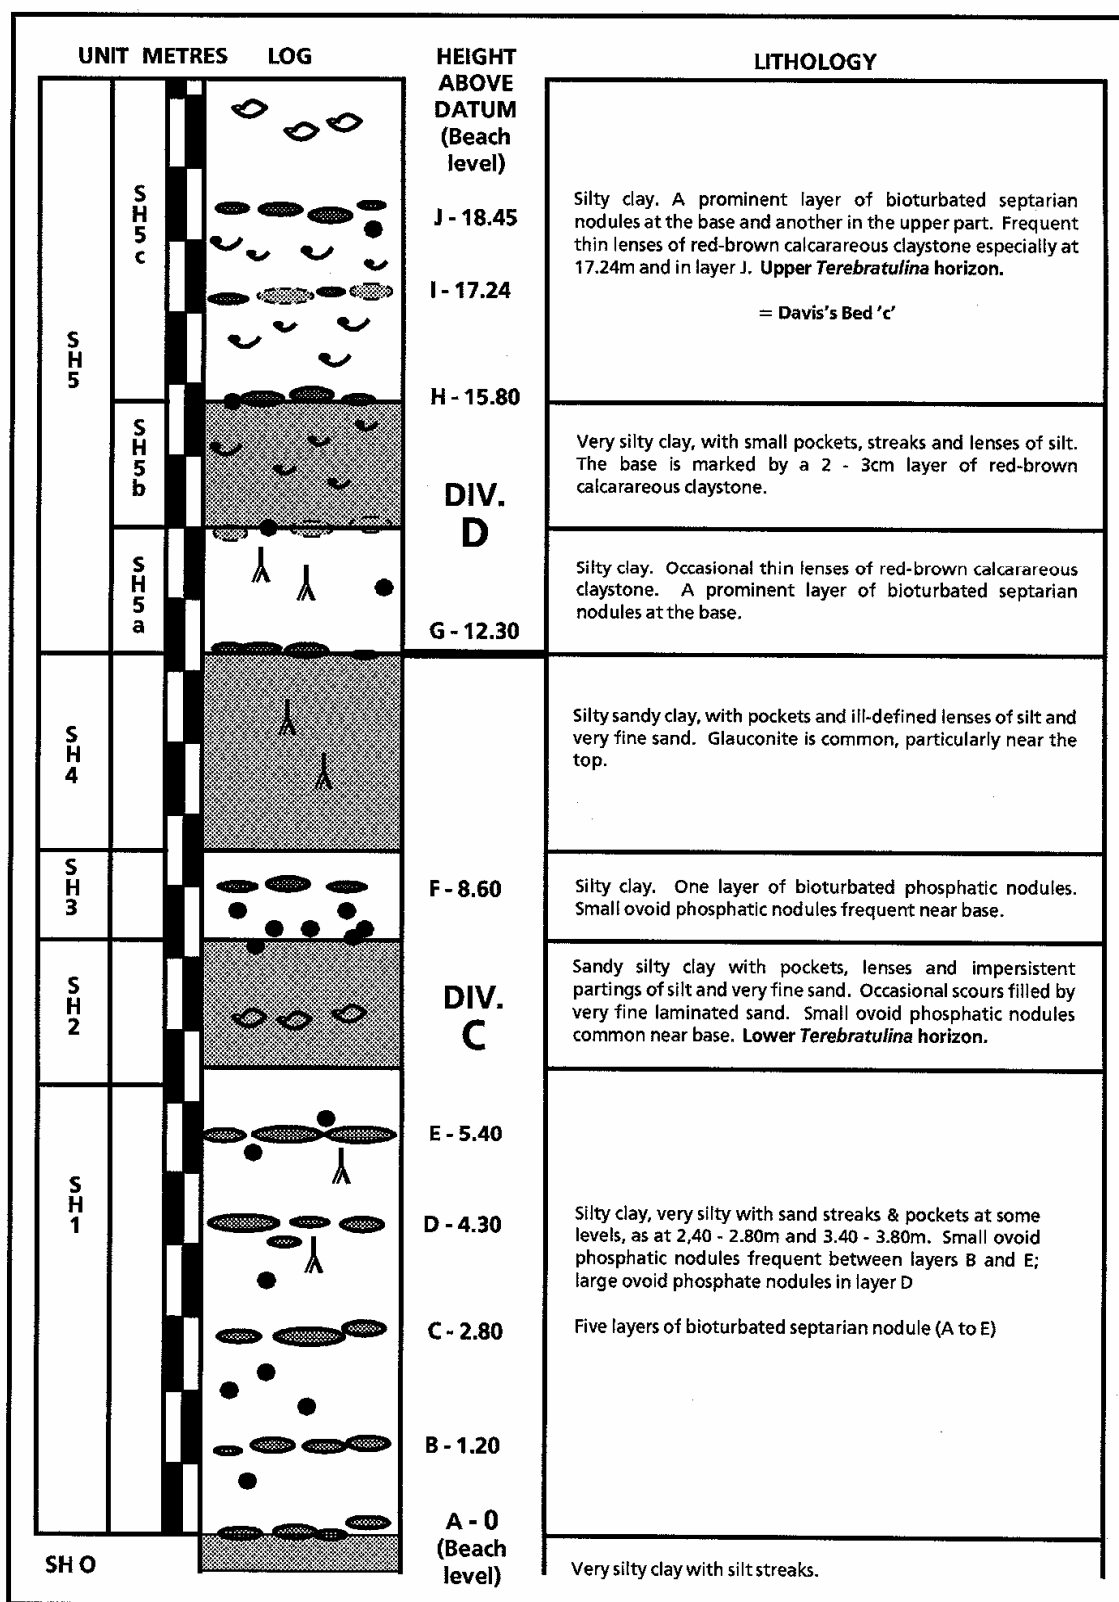 UNIT METRES LOG
HEIGHT
ABOVE
DATUM
(Beach
level)
LITHOLOGY
SH5
SH5c
J - 18.45
I - 17.24
H - 15.80
Silty clay. A prominent layer of bioturbated septarian
nodules at the base and another in the upper part. Frequent
thin lenses of red-brown calcarareous claystone especially at
17.24m and in layer J. Upper Terebratulina horizon.
= Davis's Bed 'c'
SH5b
DIV.
D
Very silty clay, with small pockets, streaks and lenses of silt.
The base is marked by a 2 - 3cm layer of red-brown
calcarareous claystone.
SH5a
G - 12.30
Silty clay. Occasional thin lenses of red-brown calcarareous
claystone. A prominent layer of bioturbated septarian
nodules at the base.
SH4
Silty sandy clay, with pockets and ill-defined lenses of silt and
very fine sand. Glauconite is common, particularly near the
top.
SH3
F - 8.60
Silty clay. One layer of bioturbated phosphatic nodules.
Small ovoid phosphatic nodules frequent near base.
SH2
DIV.
C
Sandy silty clay with pockets, lenses and impersistent
partings of silt and very fine sand. Occasional scours filled by
very fine laminated sand. Small ovoid phosphatic nodules
common near base. Lower Terebratulina horizon.
SH1
E - 5.40
D - 4.30
C - 2.80
B - 1.20
A - 0
(Beach
level)
Silty clay, very silty with sand streaks & pockets at some
levels, as at 2,40 - 2.80m and 3.40 - 3.80m. Small ovoid
phosphatic nodules frequent between layers B and E;
large ovoid phosphate nodules in layer D
Five layers of bioturbated septarian nodule (A to E)
SH O
Very silty clay with silt streaks.